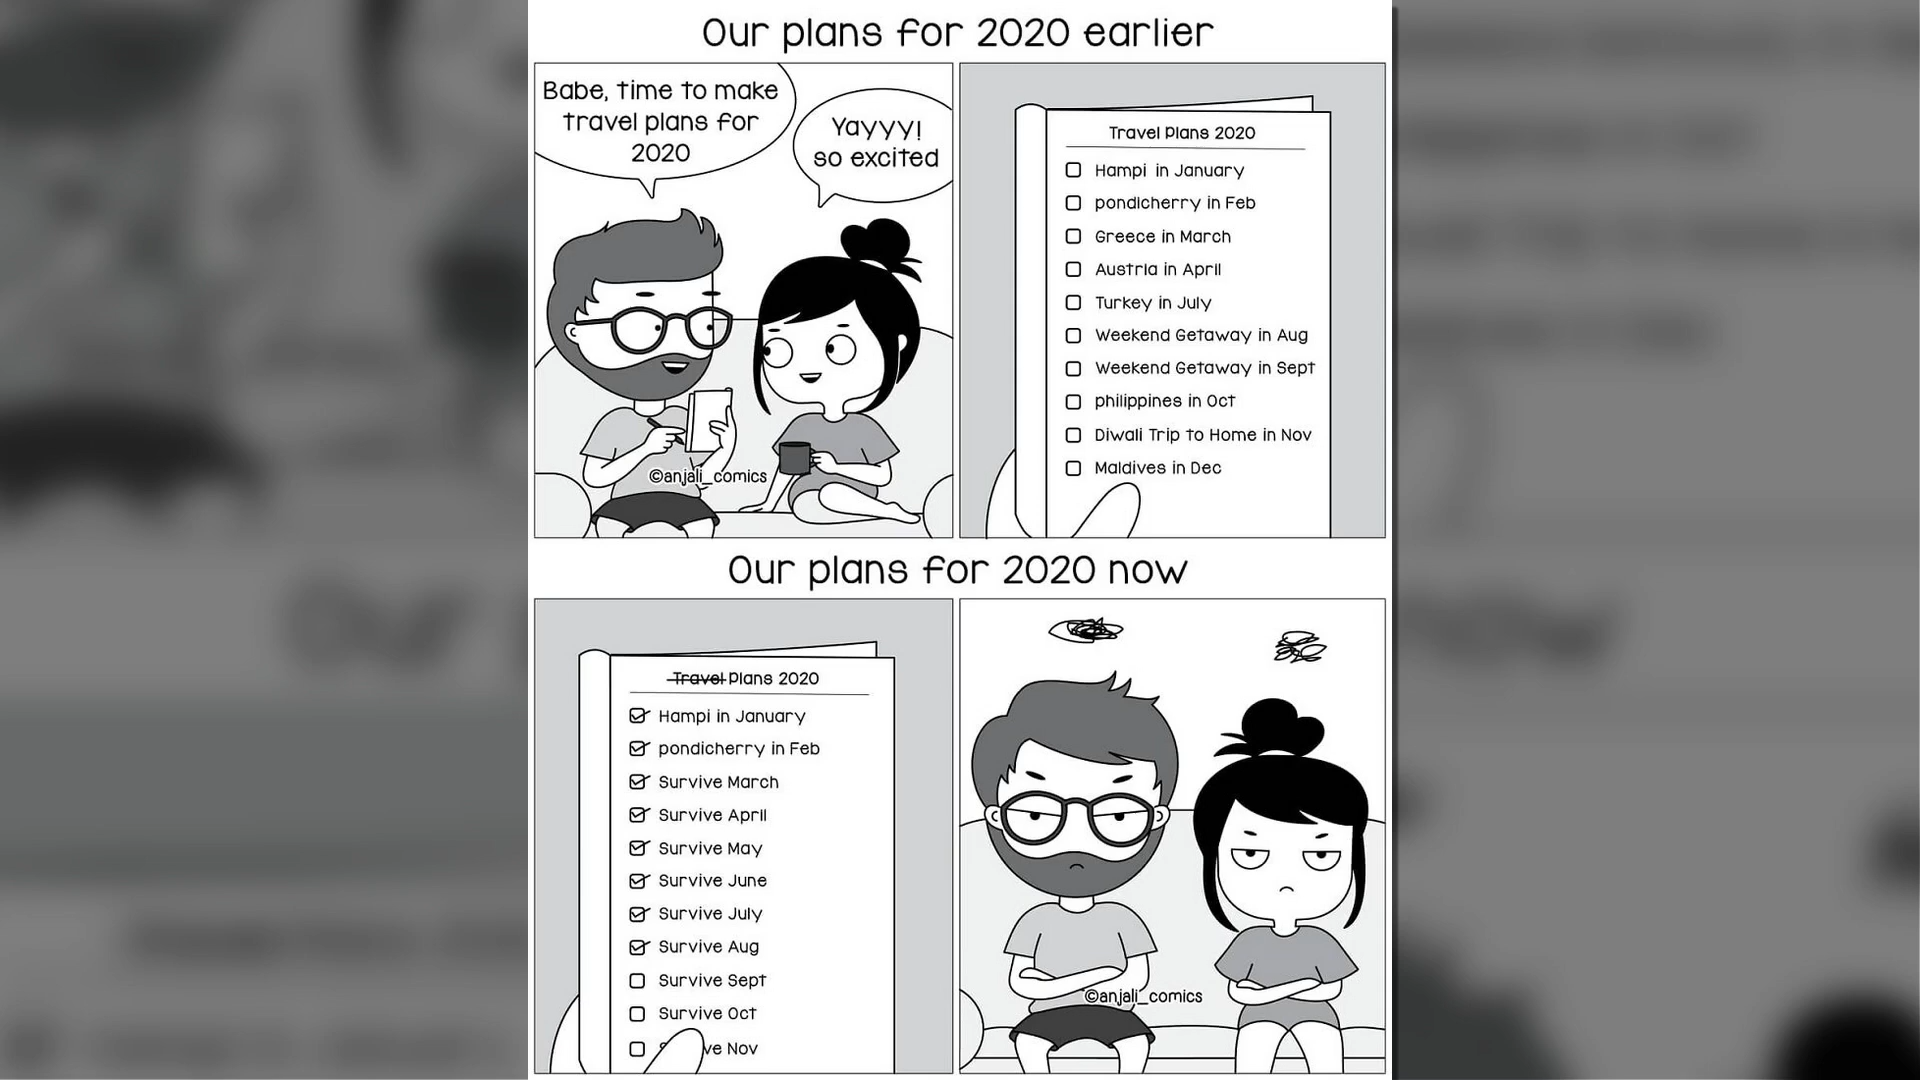 Our plans for 2020 earlier
Babe, time to make
travel plans for
2020
Yayyy!
so excited
©anjali_comics
Travel Plans 2020
Hampi in January
pondicherry in Feb
Greece in March
Austria in April
Turkey in July
Weekend Getaway in Aug
Weekend Getaway in Sept
philippines in Oct
Diwali Trip to Home in Nov
Maldives in Dec
Our plans for 2020 now
Travel Plans 2020
Hampi in January
pondicherry in Feb
Survive March
Survive April
Survive May
Survive June
Survive July
Survive Aug
Survive Sept
Survive Oct
Nov
©anjali_comics